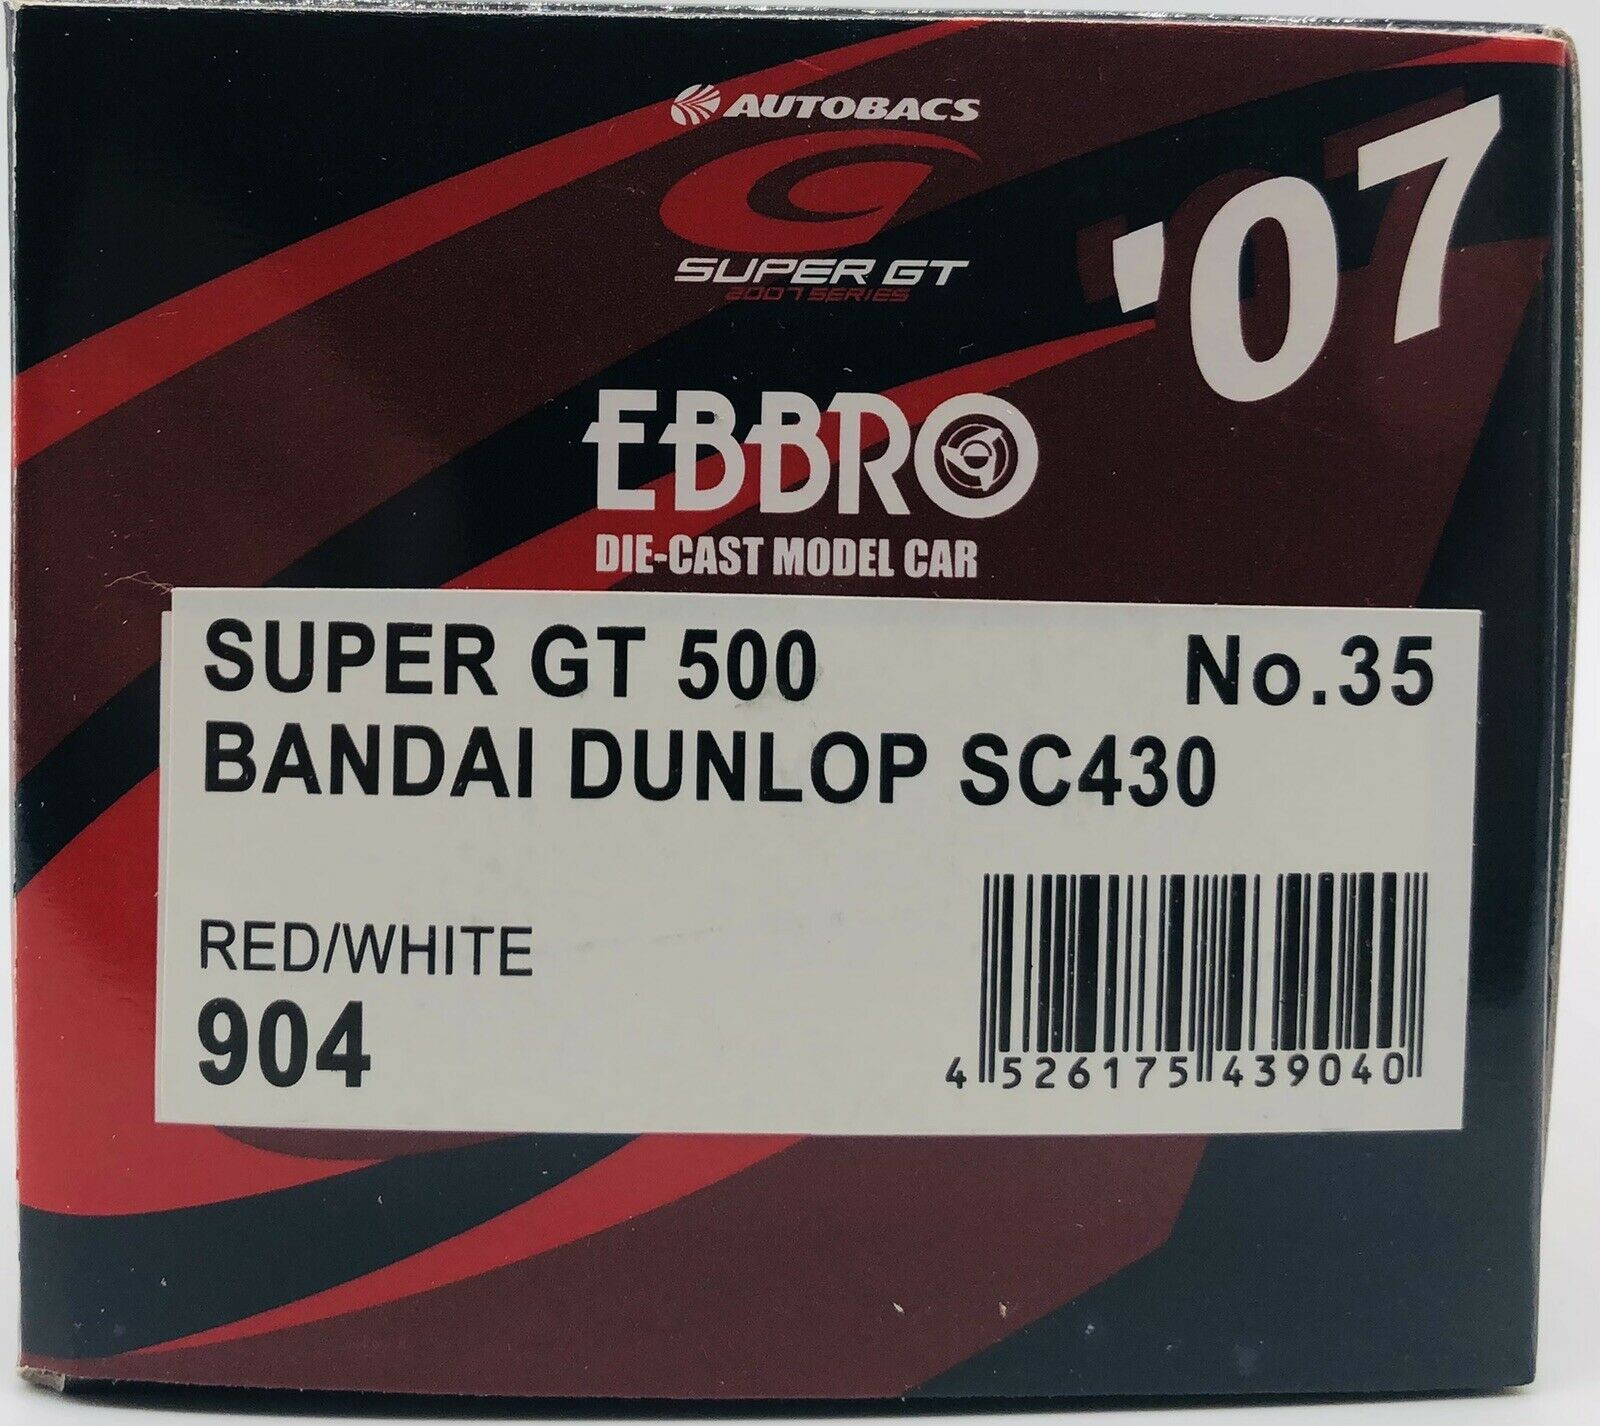 AUTOBACS
SUPER GT
2007 SERIES
'07
EBBRO
DIE-CAST MODEL CAR
SUPER GT 500 No.35
BANDAI DUNLOP SC430
RED/WHITE
904
4 526175 439040